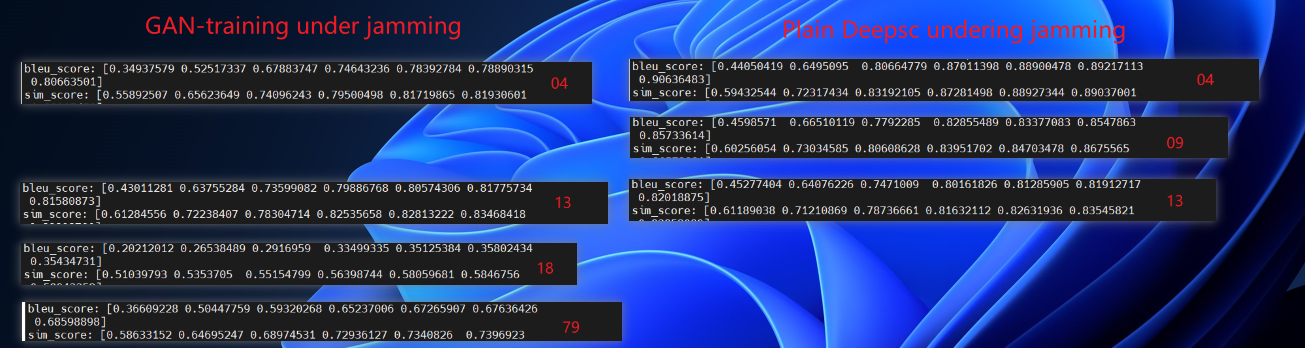 GAN-training under jamming
bleu_score: [0.34937579 0.52517337 0.67883747 0.74643236 0.78392784 0.78890315
0.80663501]
sim_score: [0.55892507 0.65623649 0.74096243 0.79500498 0.81719865 0.81930601
04
bleu_score: [0.43011281 0.63755284 0.73599082 0.79886768 0.80574306 0.81775734
0.81580873]
sim_score: [0.61284556 0.72238407 0.78304714 0.82535658 0.82813222 0.83468418
13
bleu_score: [0.20212012 0.26538489 0.2916959 0.33499335 0.35125384 0.35802434
0.35434731]
sim_score: [0.51039793 0.5353705 0.55154799 0.56398744 0.58059681 0.5846756
18
bleu_score: [0.36609228 0.50447759 0.59320268 0.65237006 0.67265907 0.67636426
0.68598898]
sim_score: [0.58633152 0.64695247 0.68974531 0.72936127 0.7340826 0.7396923
79
Plain Deepsc undering jamming
bleu_score: [0.44050419 0.6495095 0.80664779 0.87011398 0.88900478 0.89217113
0.90636483]
sim_score: [0.59432544 0.72317434 0.83192105 0.87281498 0.88927344 0.89037001
04
bleu_score: [0.4598571 0.66510119 0.7792285 0.82855489 0.83377083 0.8547863
0.85733614]
sim_score: [0.60256054 0.73034585 0.80608628 0.83951702 0.84703478 0.8675565
09
bleu_score: [0.45277404 0.64076226 0.7471009 0.80161826 0.81285905 0.81912717
0.82018875]
sim_score: [0.61189038 0.71210869 0.78736661 0.81632112 0.82631936 0.83545821
13